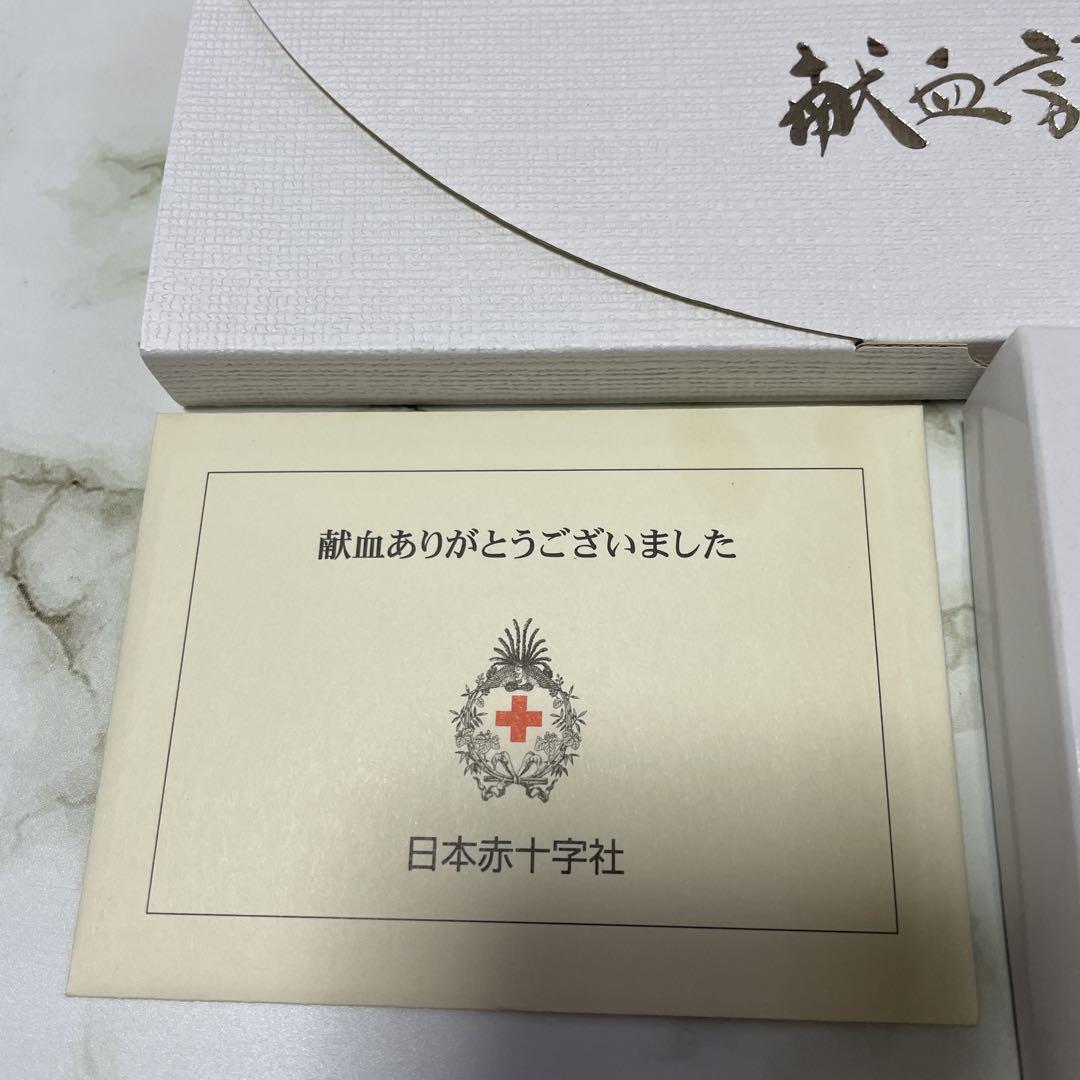 献血
献血ありがとうございました
日本赤十字社